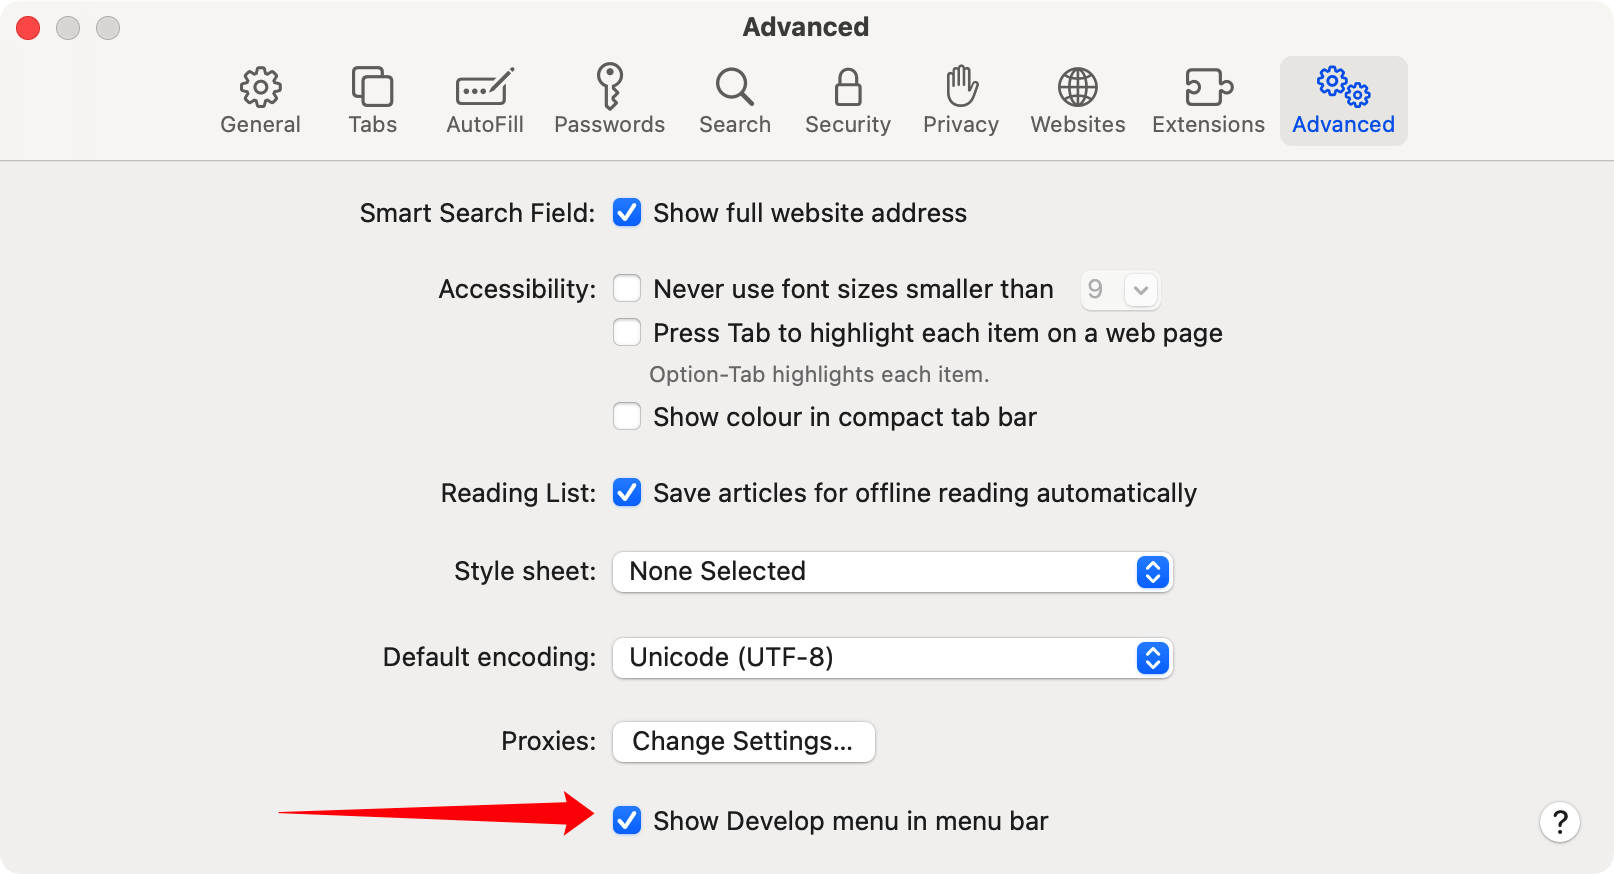 Advanced
General Tabs AutoFill Passwords Search Security Privacy Websites Extensions Advanced
Smart Search Field: Show full website address
Accessibility: Never use font sizes smaller than 9
Press Tab to highlight each item on a web page
Option-Tab highlights each item.
Show colour in compact tab bar
Reading List: Save articles for offline reading automatically
Style sheet: None Selected
Default encoding: Unicode (UTF-8)
Proxies: Change Settings...
Show Develop menu in menu bar ?